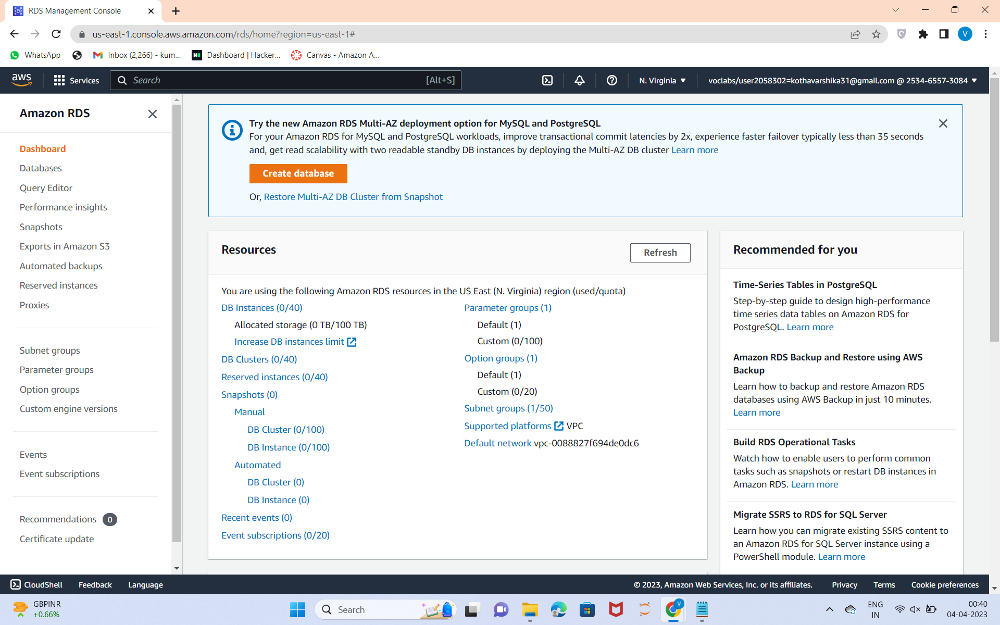 RDS Management Console
us-east-1.console.aws.amazon.com/rds/home?region=us-east-1#
V
WhatsApp
Inbox (2,266) - kum...
Dashboard | Hacker...
Canvas - Amazon A...
aws
Services
Search
[Alt+S]
N. Virginia
voclabs/user2058302=kothavarshika31@gmail.com @ 2534-6557-3084
Amazon RDS
Dashboard
Databases
Query Editor
Performance insights
Snapshots
Exports in Amazon S3
Automated backups
Reserved instances
Proxies
Subnet groups
Parameter groups
Option groups
Custom engine versions
Events
Event subscriptions
Recommendations 0
Certificate update
Try the new Amazon RDS Multi-AZ deployment option for MySQL and PostgreSQL
For your Amazon RDS for MySQL and PostgreSQL workloads, improve transactional commit latencies by 2x, experience faster failover typically less than 35 seconds
and, get read scalability with two readable standby DB instances by deploying the Multi-AZ DB cluster Learn more
Create database
Or, Restore Multi-AZ DB Cluster from Snapshot
Resources
Refresh
You are using the following Amazon RDS resources in the US East (N. Virginia) region (used/quota)
DB Instances (0/40)
Allocated storage (0 TB/100 TB)
Increase DB instances limit
DB Clusters (0/40)
Reserved instances (0/40)
Snapshots (0)
Manual
DB Cluster (0/100)
DB Instance (0/100)
Automated
DB Cluster (0)
DB Instance (0)
Recent events (0)
Event subscriptions (0/20)
Parameter groups (1)
Default (1)
Custom (0/100)
Option groups (1)
Default (1)
Custom (0/20)
Subnet groups (1/50)
Supported platforms VPC
Default network vpc-0088827f694de0dc6
Recommended for you
Time-Series Tables in PostgreSQL
Step-by-step guide to design high-performance
time series data tables on Amazon RDS for
PostgreSQL. Learn more
Amazon RDS Backup and Restore using AWS
Backup
Learn how to backup and restore Amazon RDS
databases using AWS Backup in just 10 minutes.
Learn more
Build RDS Operational Tasks
Watch how to enable users to perform common
tasks such as snapshots or restart DB instances in
Amazon RDS. Learn more
Migrate SSRS to RDS for SQL Server
Learn how you can migrate existing SSRS content to
an Amazon RDS for SQL Server instance using a
PowerShell module. Learn more
CloudShell
Feedback
Language
© 2023, Amazon Web Services, Inc. or its affiliates.
Privacy
Terms
Cookie preferences
GBPINR
+0.66%
Search
V
ENG
IN
00:40
04-04-2023